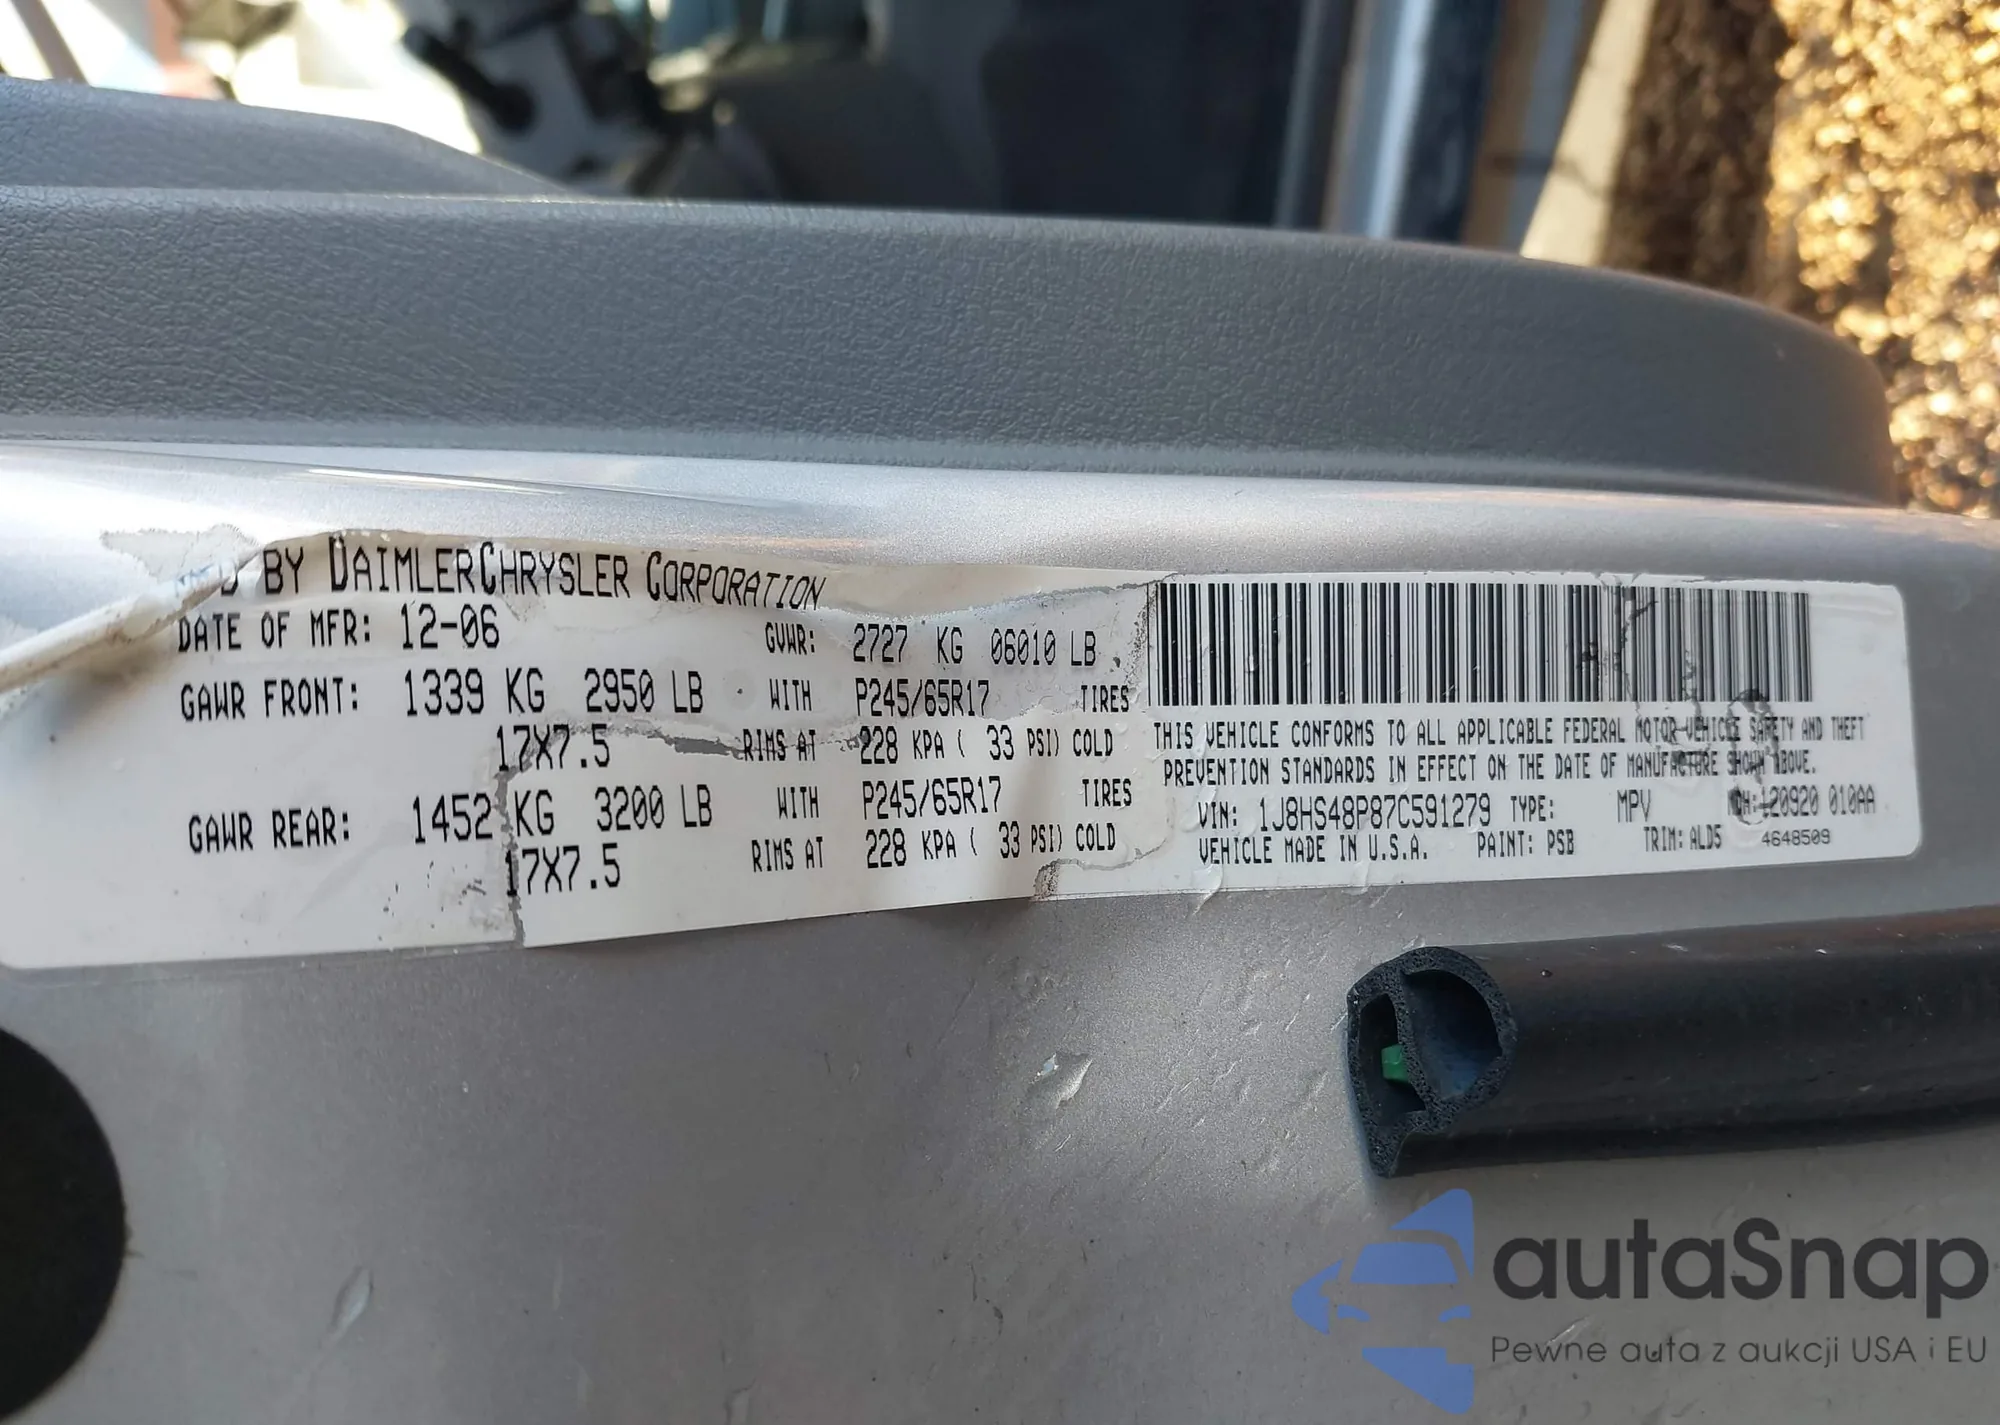 BY DAIMLERCHRYSLER CORPORATION
DATE OF MFR: 12-06 GVWR: 2727 KG 06010 LB
GAWR FRONT: 1339 KG 2950 LB WITH P245/65R17 TIRES
17X7.5 RIMS AT 228 KPA ( 33 PSI) COLD
GAWR REAR: 1452 KG 3200 LB WITH P245/65R17 TIRES
17X7.5 RIMS AT 228 KPA ( 33 PSI) COLD
THIS VEHICLE CONFORMS TO ALL APPLICABLE FEDERAL MOTOR VEHICLE SAFETY AND THEFT
PREVENTION STANDARDS IN EFFECT ON THE DATE OF MANUFACTURE SHOWN ABOVE.
VIN: 1J8HS48P87C591279 TYPE: MPV MDH: 120920 010AA
VEHICLE MADE IN U.S.A. PAINT: PSB TRIM: ALD5 4648509
autaSnap
Pewne auta z aukcji USA i EU